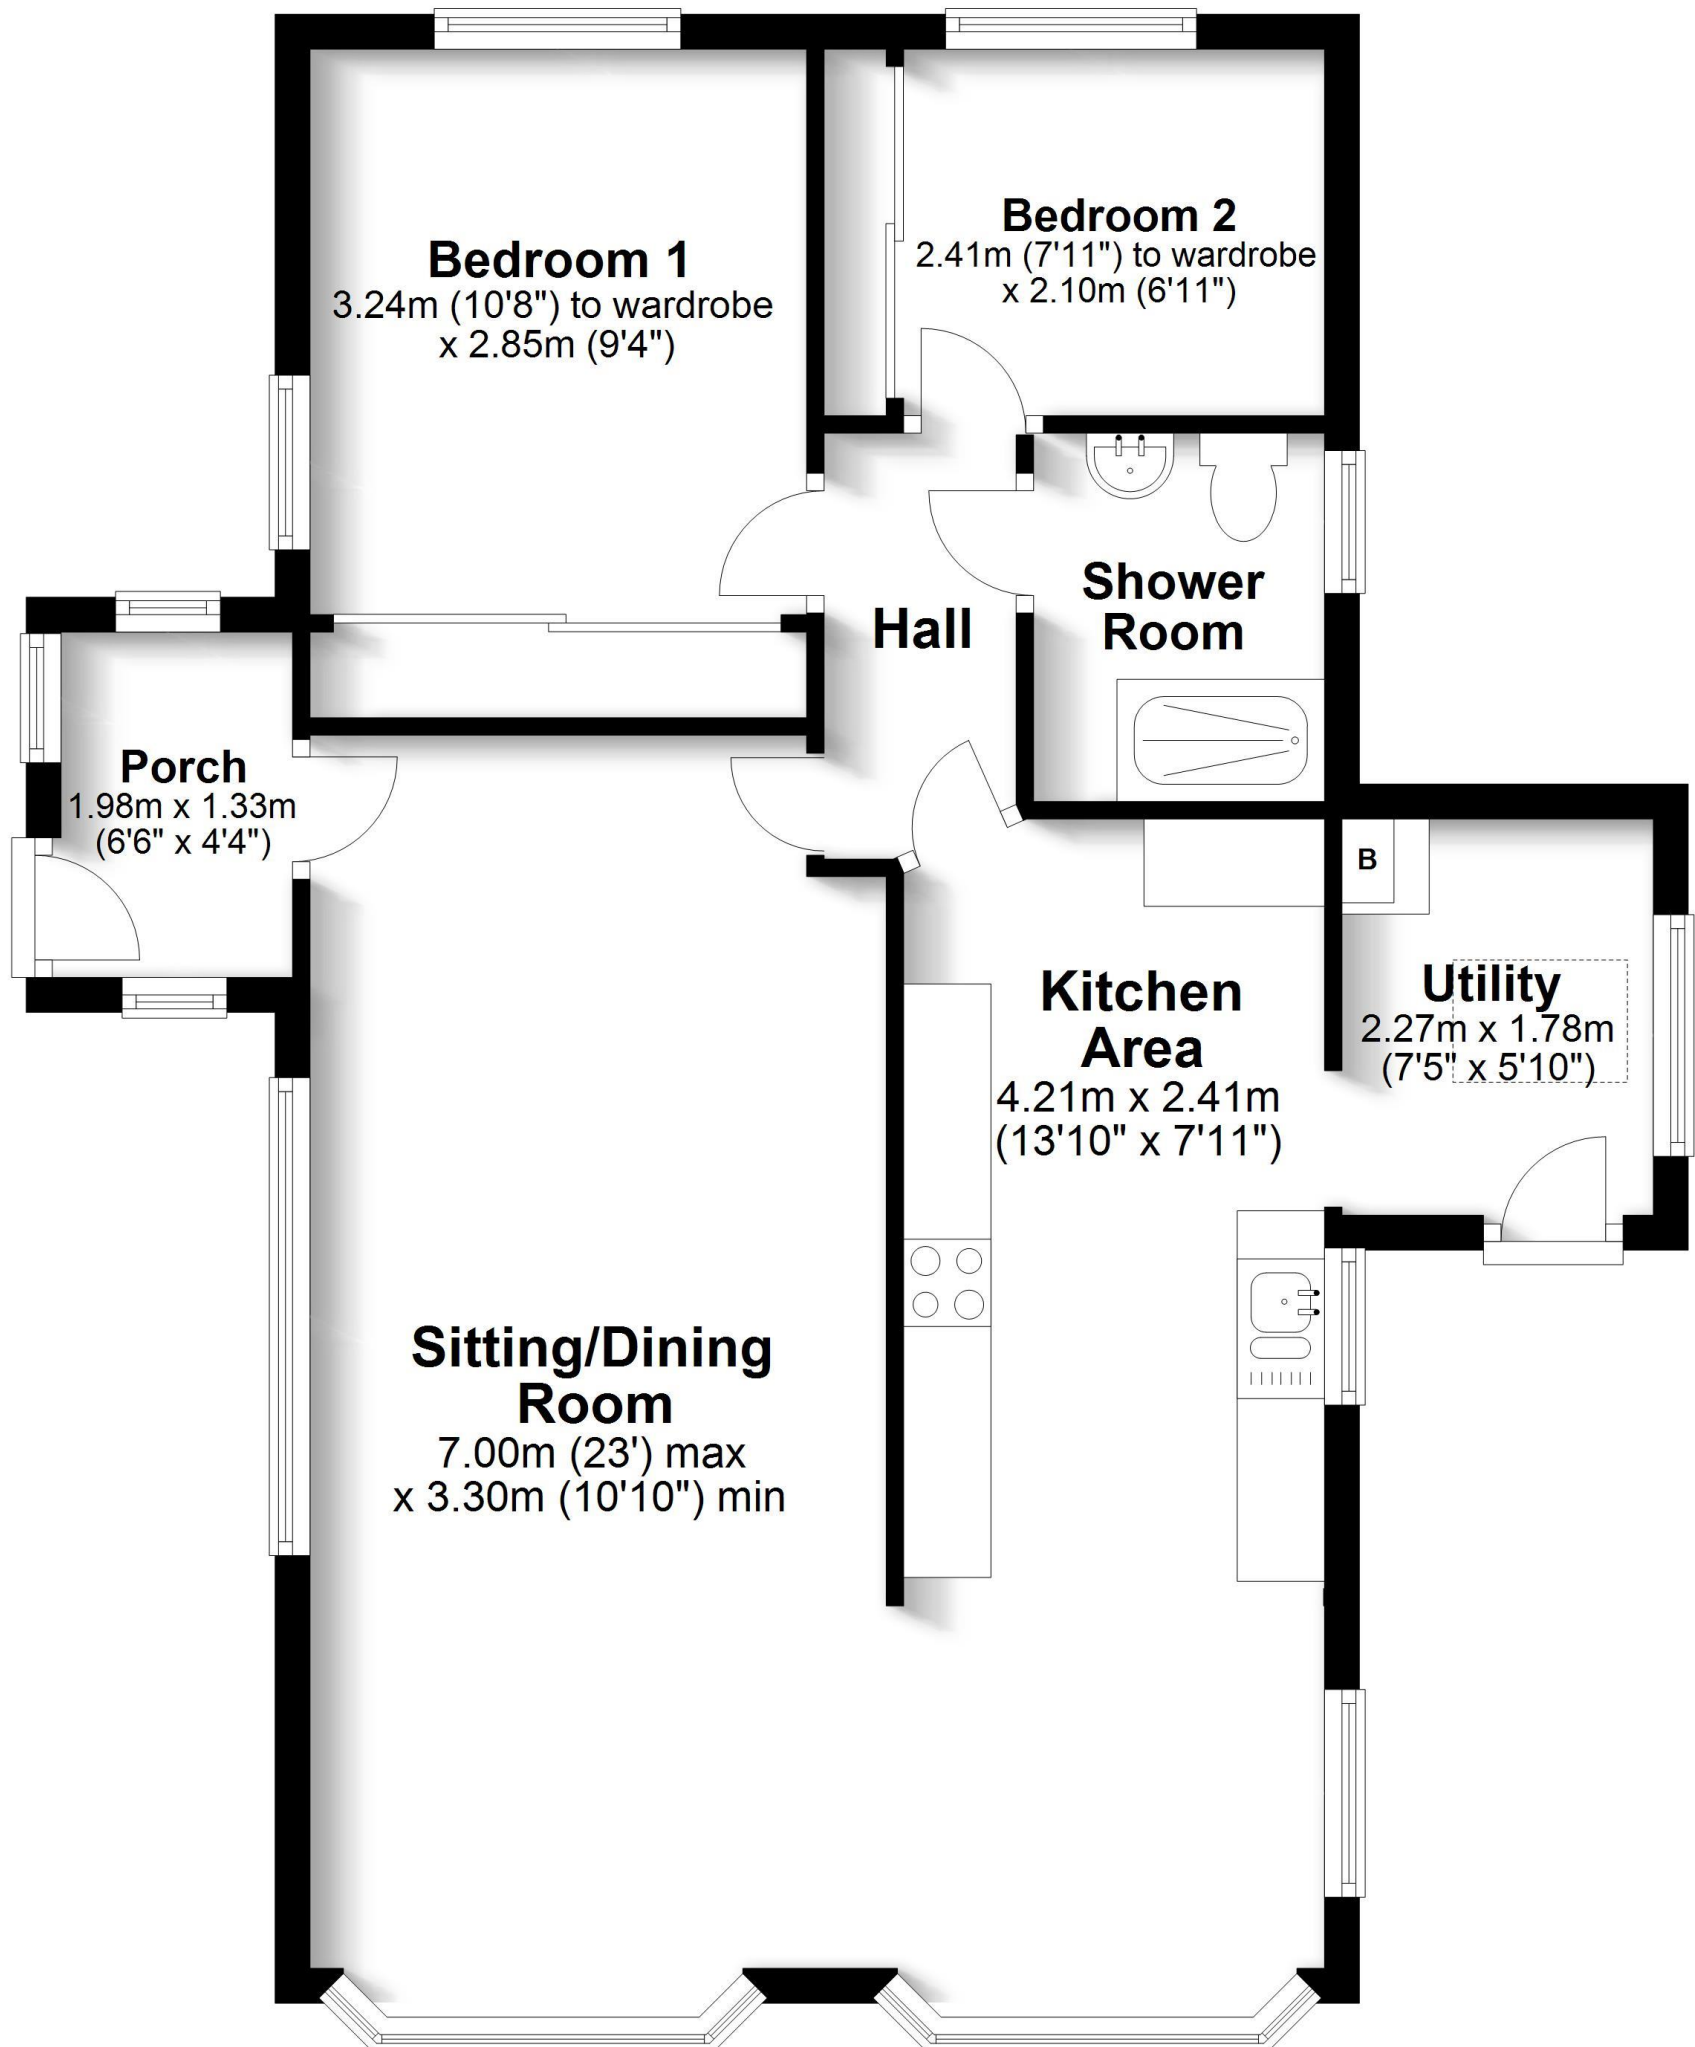 Bedroom 1
3.24m (10'8") to wardrobe
x 2.85m (9'4")
Bedroom 2
2.41m (7'11") to wardrobe
x 2.10m (6'11")
Shower
Room
Hall
Porch
1.98m x 1.33m
(6'6" x 4'4")
B
Kitchen
Area
4.21m x 2.41m
(13'10" x 7'11")
Utility
2.27m x 1.78m
(7'5" x 5'10")
Sitting/Dining
Room
7.00m (23') max
x 3.30m (10'10") min